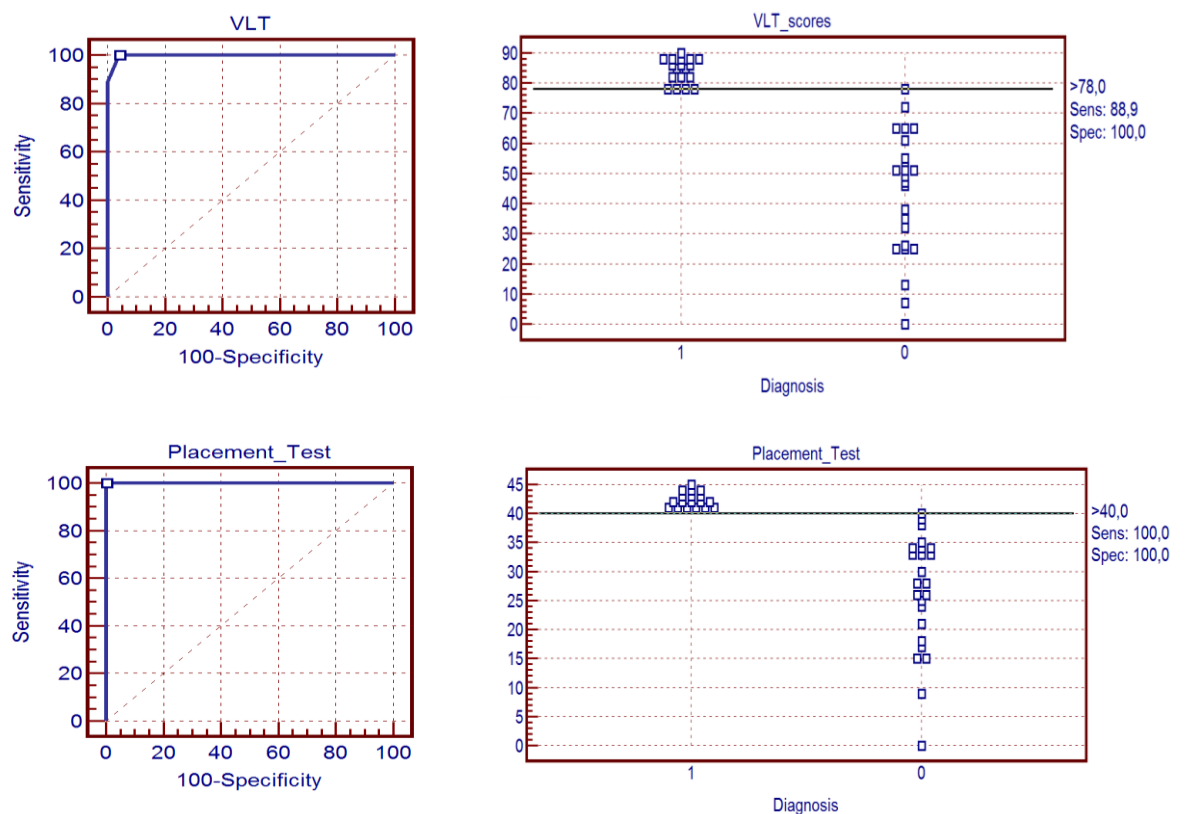 VLT
Sensitivity
100
80
60
40
20
0
0 20 40 60 80 100
100-Specificity
VLT_scores
90
80
70
60
50
40
30
20
10
0
1 0
Diagnosis
>78,0
Sens: 88,9
Spec: 100,0
Placement_Test
Sensitivity
100
80
60
40
20
0
0 20 40 60 80 100
100-Specificity
Placement_Test
45
40
35
30
25
20
15
10
5
0
1 0
Diagnosis
>40,0
Sens: 100,0
Spec: 100,0